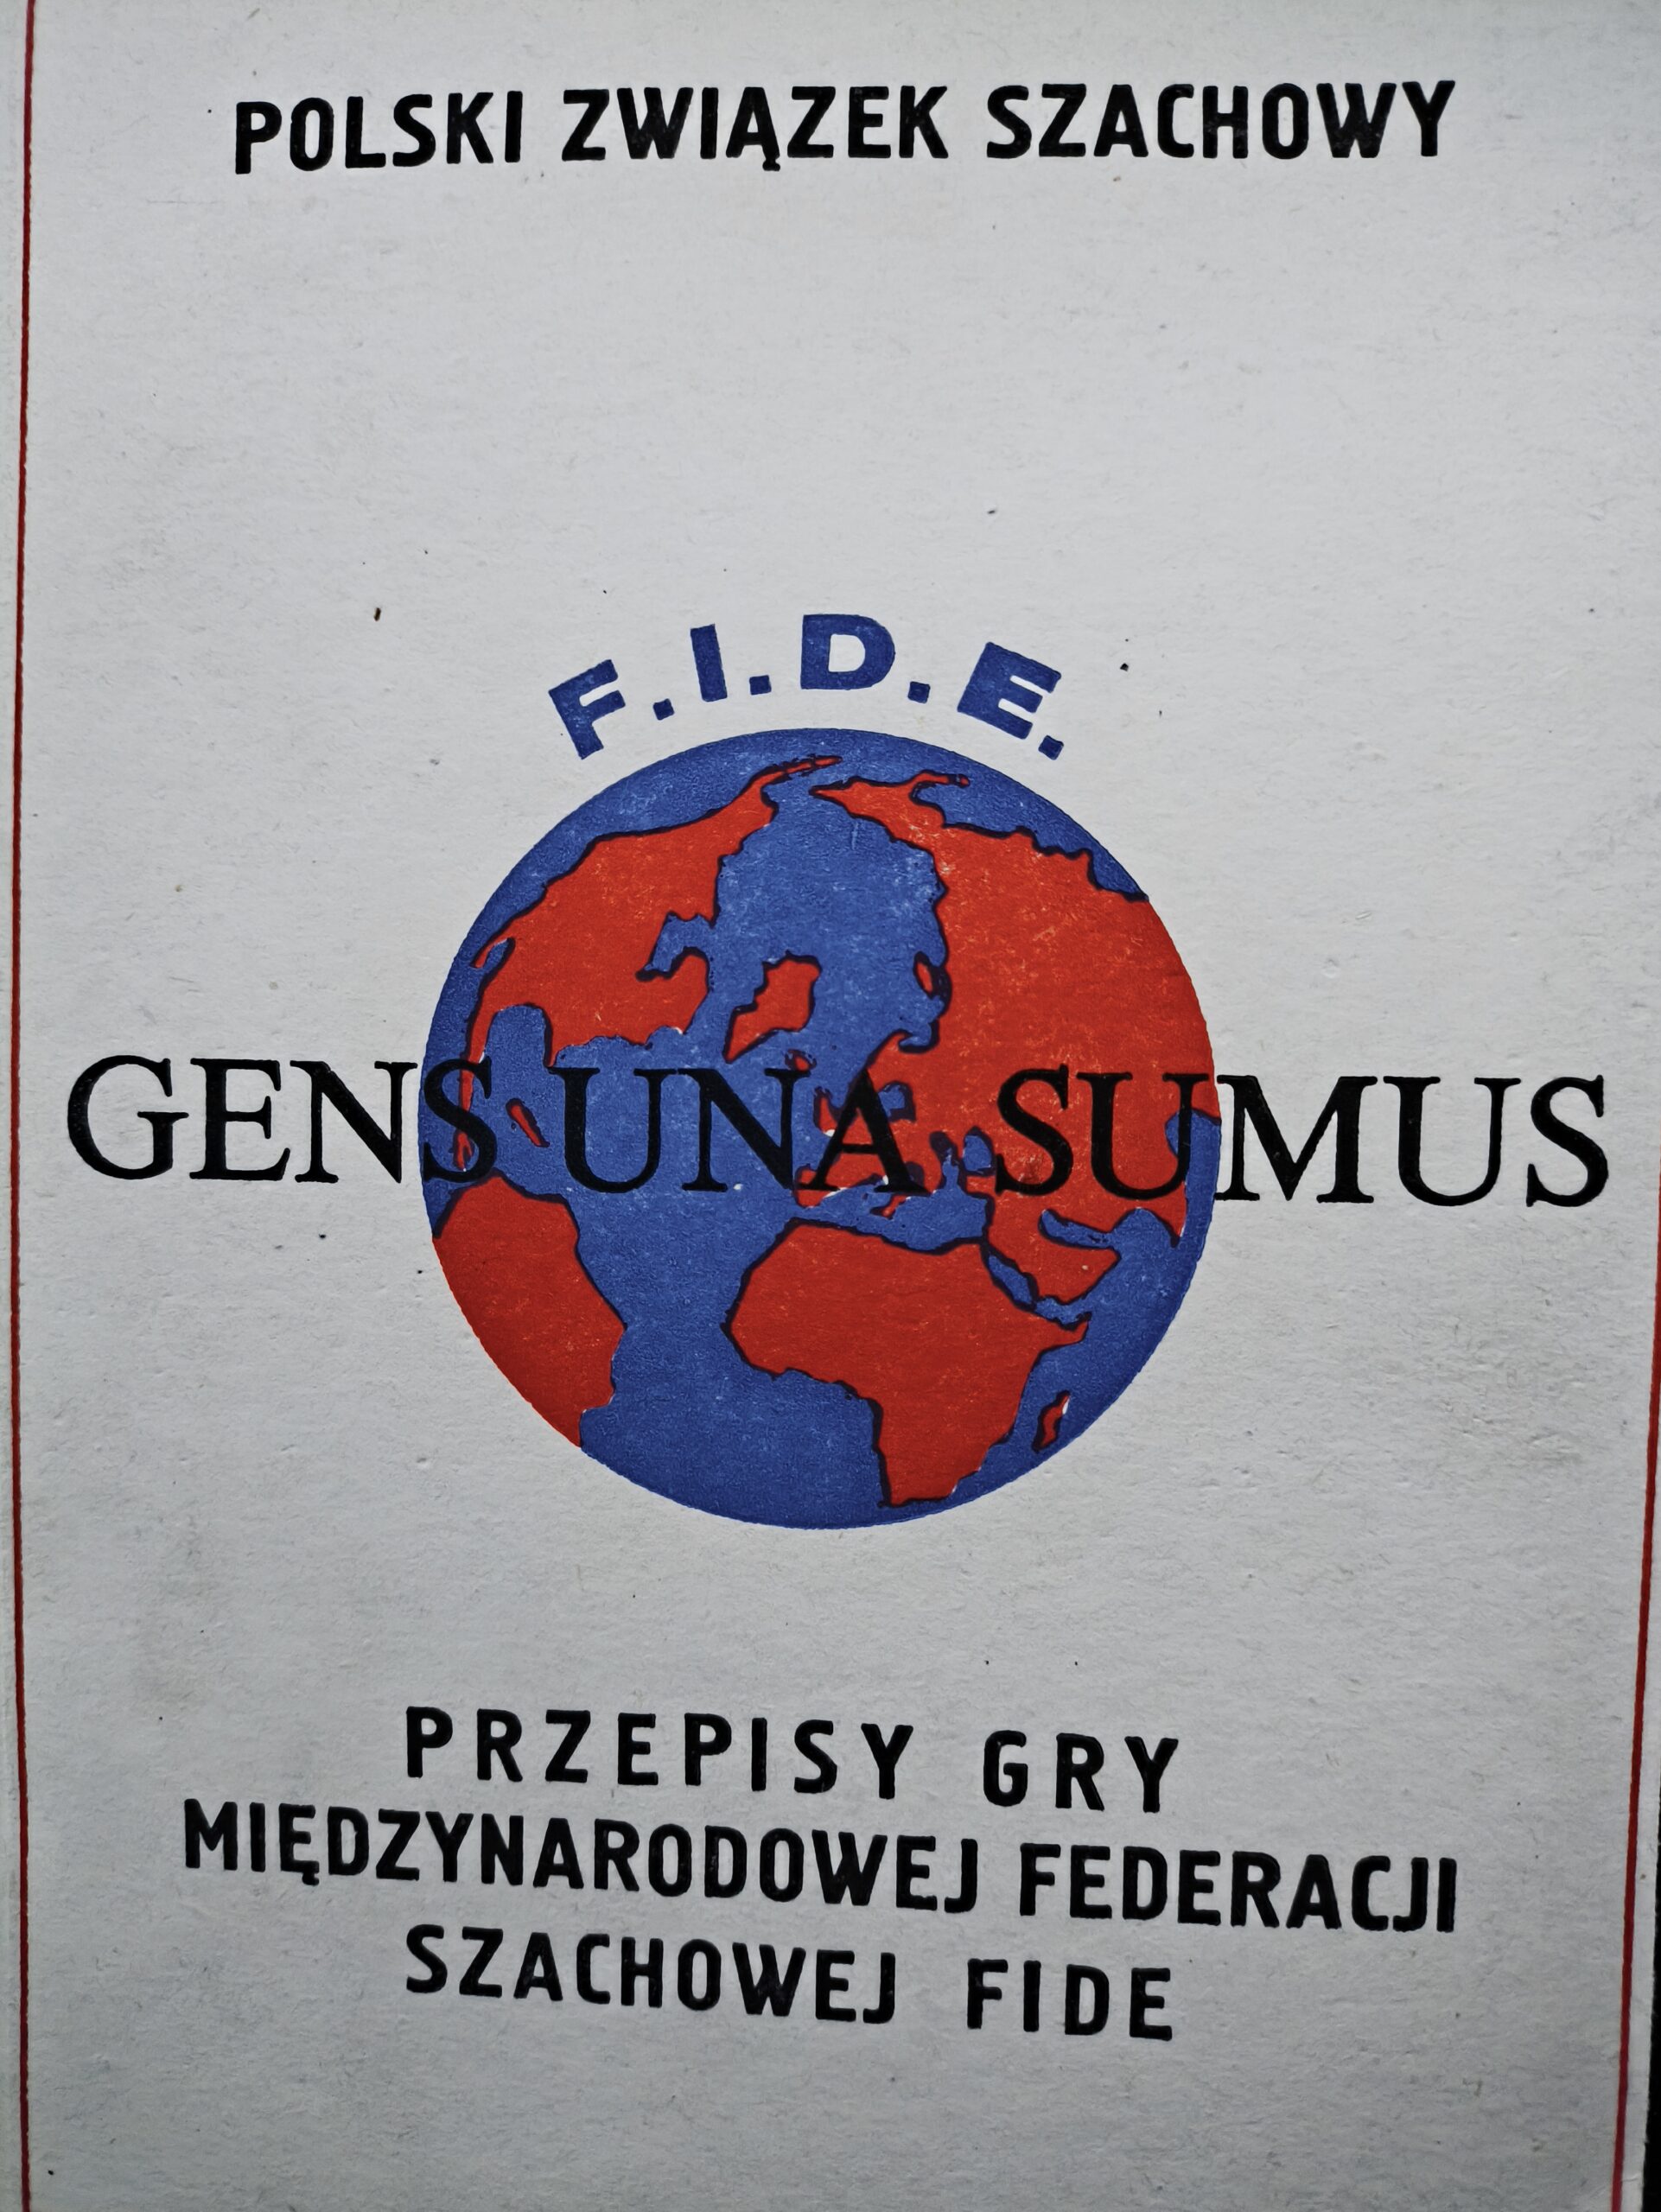 POLSKI ZWIĄZEK SZACHOWY
F.I.D.E.
GENS UNA SUMUS
PRZEPISY GRY
MIĘDZYNARODOWEJ FEDERACJI
SZACHOWEJ FIDE